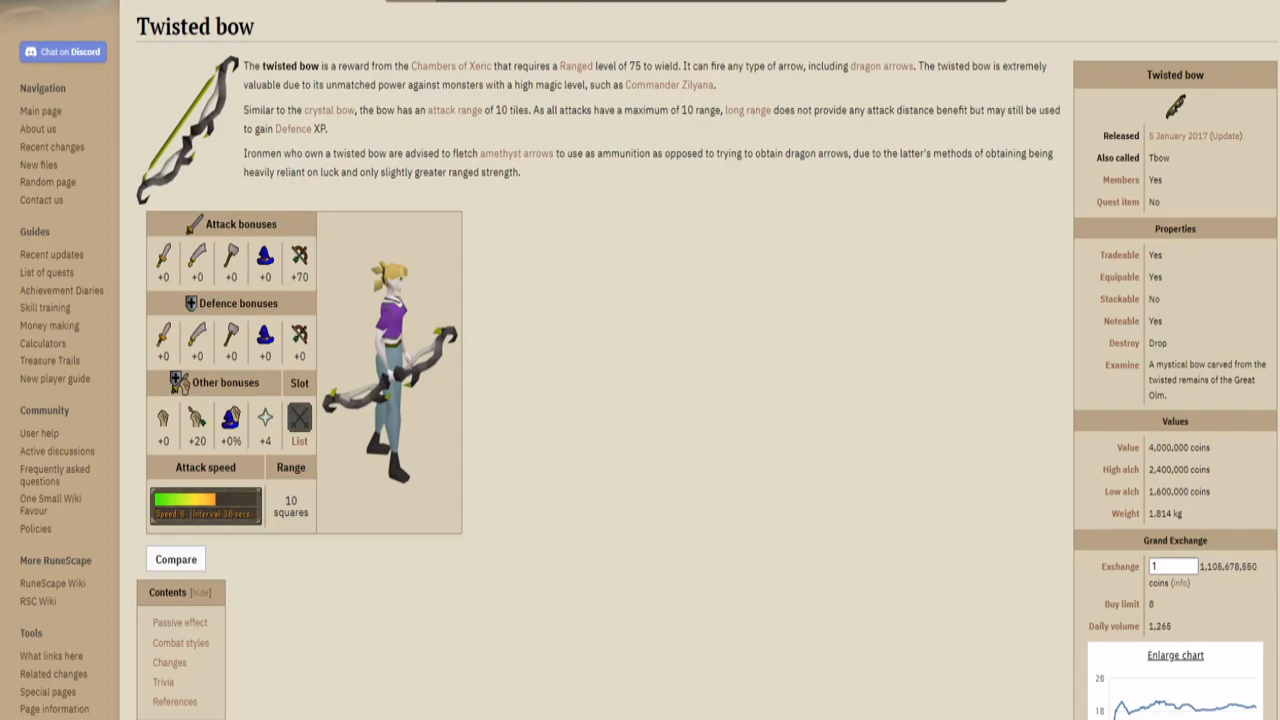 Twisted bow
Chat on Discord
Navigation
Main page
About us
Recent changes
New files
Random page
Contact us
Guides
Recent updates
List of quests
Achievement Diaries
Skill training
Money making
Calculators
Treasure Trails
New player guide
Community
User help
Active discussions
Frequently asked
questions
One Small Wiki
Favour
Policies
More RuneScape
RuneScape Wiki
RSC Wiki
Tools
What links here
Related changes
Special pages
Page information
The twisted bow is a reward from the Chambers of Xeric that requires a Ranged level of 75 to wield. It can fire any type of arrow, including dragon arrows. The twisted bow is extremely
valuable due to its unmatched power against monsters with a high magic level, such as Commander Zilyana.
Similar to the crystal bow, the bow has an attack range of 10 tiles. As all attacks have a maximum of 10 range, long range does not provide any attack distance benefit but may still be used
to gain Defence XP.
Ironmen who own a twisted bow are advised to fletch amethyst arrows to use as ammunition as opposed to trying to obtain dragon arrows, due to the latter's methods of obtaining being
heavily reliant on luck and only slightly greater ranged strength.
Attack bonuses
+0 +0 +0 +0 +70
Defence bonuses
+0 +0 +0 +0 +0
Other bonuses Slot
+0 +20 +0% +4 List
Attack speed Range
Speed: 6 Interval: 3.6 secs.
10
squares
Compare
Contents [hide]
Passive effect
Combat styles
Changes
Trivia
References
Twisted bow
Released 5 January 2017 (Update)
Also called Tbow
Members Yes
Quest item No
Properties
Tradeable Yes
Equipable Yes
Stackable No
Noteable Yes
Destroy Drop
Examine A mystical bow carved from the
twisted remains of the Great
Olm.
Values
Value 4,000,000 coins
High alch 2,400,000 coins
Low alch 1,600,000 coins
Weight 1.814 kg
Grand Exchange
Exchange 1 1,105,678,550
coins (info)
Buy limit 8
Daily volume 1,265
Enlarge chart
2B
1B